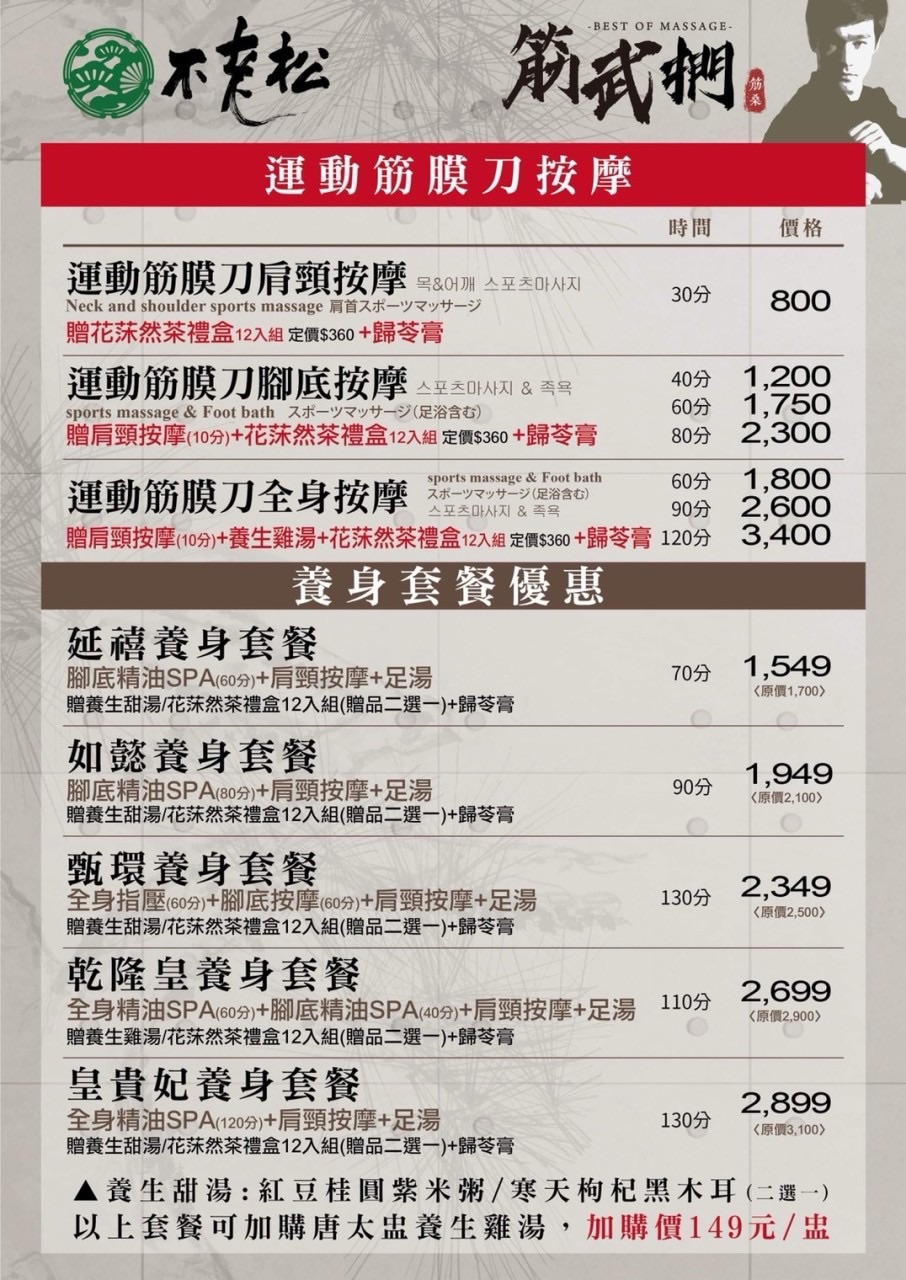 不老松
-BEST OF MASSAGE-
筋武捫
筋桑
運動筋膜刀按摩
時間 價格
運動筋膜刀肩頸按摩 목&어깨 스포츠마사지
Neck and shoulder sports massage 肩首スポーツマッサージ
30分 800
贈花茶然茶禮盒12入組 定價$360 +歸苓膏
運動筋膜刀腳底按摩 스포츠마사지 & 족욕
40分 1,200
sports massage & Foot bath スポーツマッサージ(足浴含む)
60分 1,750
贈肩頸按摩(10分)+花茶然茶禮盒12入組 定價$360 +歸苓膏
80分 2,300
運動筋膜刀全身按摩
sports massage & Foot bath
スポーツマッサージ(足浴含む)
스포츠마사지 & 족욕
60分 1,800
90分 2,600
贈肩頸按摩(10分)+養生雞湯+花茶然茶禮盒12入組 定價$360 +歸苓膏 120分 3,400
養身套餐優惠
延禧養身套餐
腳底精油SPA(60分)+肩頸按摩+足湯
贈養生甜湯/花茶然茶禮盒12入組(贈品二選一)+歸苓膏
70分 1,549
〈原價1,700〉
如懿養身套餐
腳底精油SPA(80分)+肩頸按摩+足湯
贈養生甜湯/花茶然茶禮盒12入組(贈品二選一)+歸苓膏
90分 1,949
〈原價2,100〉
甄環養身套餐
全身指壓(60分)+腳底按摩(60分)+肩頸按摩+足湯
贈養生甜湯/花茶然茶禮盒12入組(贈品二選一)+歸苓膏
130分 2,349
〈原價2,500〉
乾隆皇養身套餐
全身精油SPA(60分)+腳底精油SPA(40分)+肩頸按摩+足湯
贈養生雞湯/花茶然茶禮盒12入組(贈品二選一)+歸苓膏
110分 2,699
〈原價2,900〉
皇貴妃養身套餐
全身精油SPA(120分)+肩頸按摩+足湯
贈養生甜湯/花茶然茶禮盒12入組(贈品二選一)+歸苓膏
130分 2,899
〈原價3,100〉
▲養生甜湯:紅豆桂圓紫米粥/寒天枸杞黑木耳(二選一)
以上套餐可加購唐太盅養生雞湯，加購價149元/盅